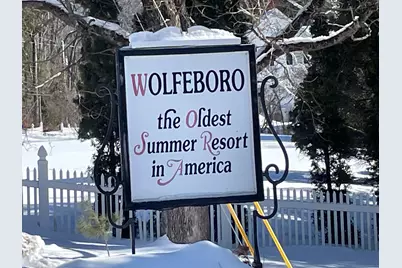 WOLFEBORO
the Oldest
Summer Resort
in America